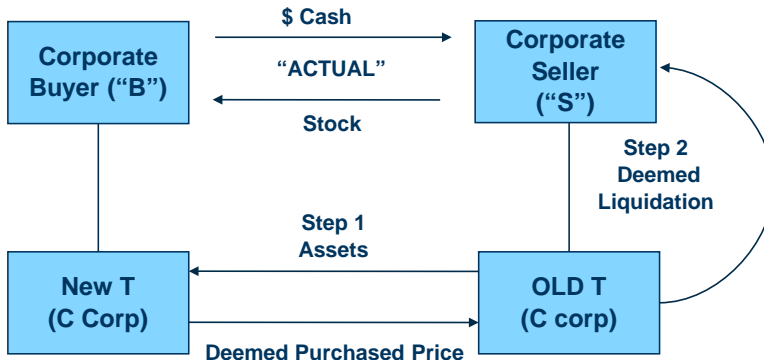 $ Cash
Corporate
Buyer (“B”)
“ACTUAL”
Corporate
Seller
(“S”)
Stock
Step 2
Deemed
Liquidation
Step 1
Assets
New T
(C Corp)
OLD T
(C corp)
Deemed Purchased Price